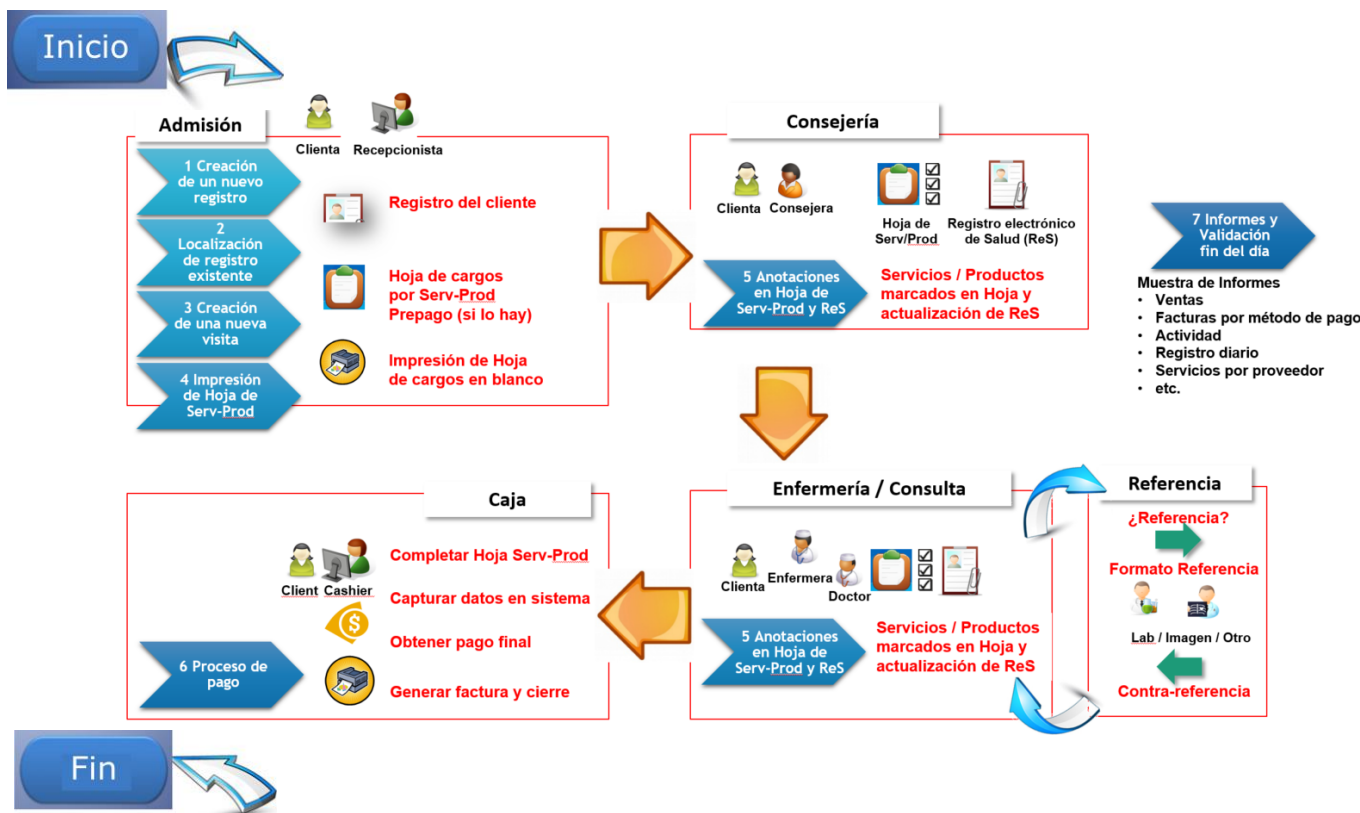 Inicio
Admisión
Clienta
Recepcionista
1 Creación
de un nuevo
registro
2
Localización
de registro
existente
3 Creación
de una nueva
visita
4 Impresión
de Hoja de
Serv-Prod
Registro del cliente
Hoja de cargos
por Serv-Prod
Prepago (si lo hay)
Impresión de Hoja
de cargos en blanco
Consejería
Clienta
Consejera
Hoja de
Serv/Prod
Registro electrónico
de Salud (ReS)
5 Anotaciones
en Hoja de
Serv-Prod y ReS
Servicios / Productos
marcados en Hoja y
actualización de ReS
7 Informes y
Validación
fin del día
Muestra de Informes
• Ventas
• Facturas por método de pago
• Actividad
• Registro diario
• Servicios por proveedor
• etc.
Enfermería / Consulta
Clienta
Enfermera
Doctor
5 Anotaciones
en Hoja de
Serv-Prod y ReS
Servicios / Productos
marcados en Hoja y
actualización de ReS
Referencia
¿Referencia?
Formato Referencia
Lab / Imagen / Otro
Contra-referencia
Caja
Client
Cashier
Completar Hoja Serv-Prod
Capturar datos en sistema
Obtener pago final
Generar factura y cierre
6 Proceso de
pago
Fin